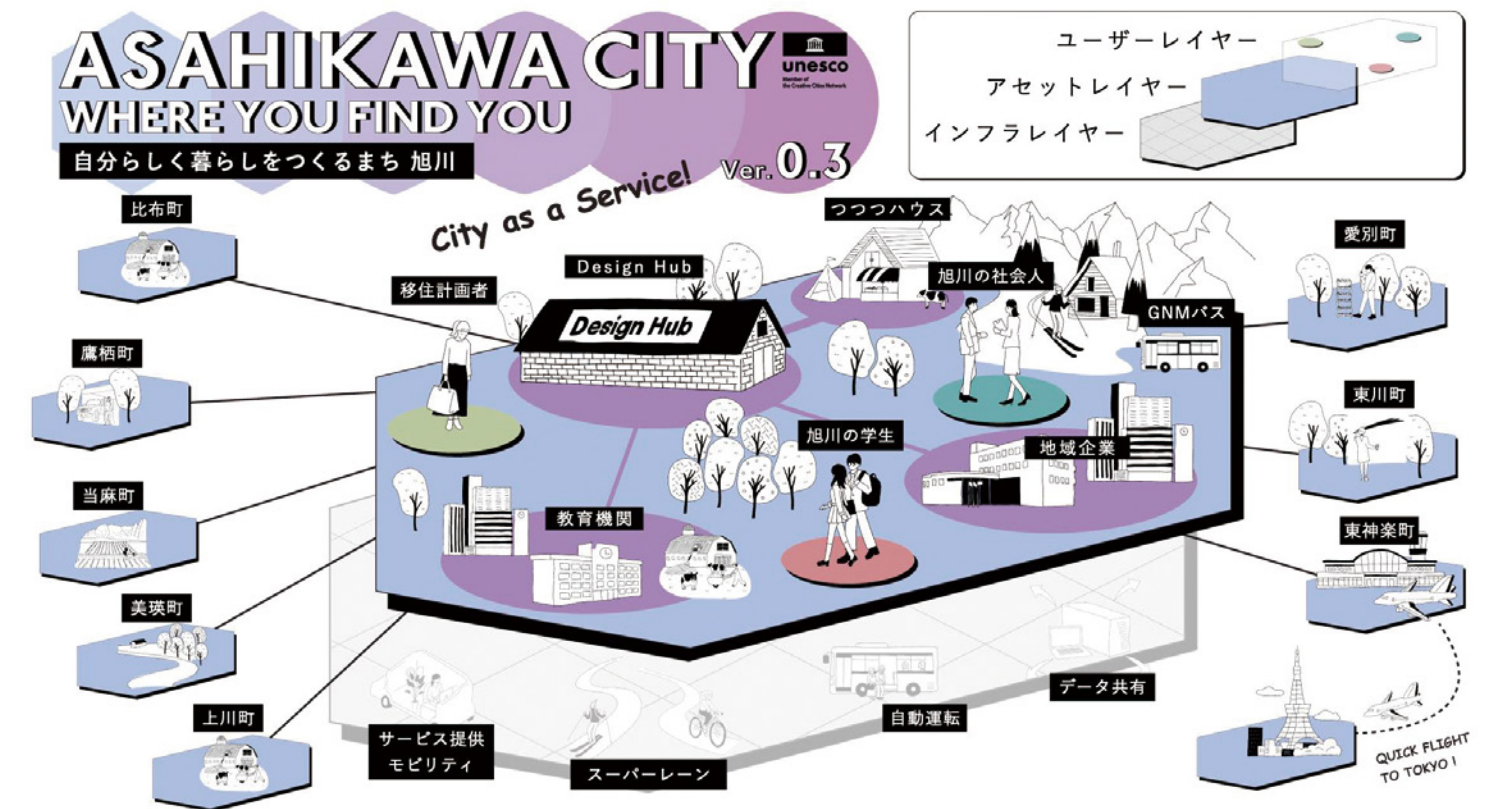 ASAHIKAWA CITY
WHERE YOU FIND YOU
自分らしく暮らしをつくるまち 旭川
unesco
Member of
the Creative Cities Network
Ver.0.3
City as a Service!
ユーザーレイヤー
アセットレイヤー
インフラレイヤー
比布町
鷹栖町
当麻町
美瑛町
上川町
移住計画者
Design Hub
Design Hub
つつつハウス
旭川の社会人
GNMバス
旭川の学生
地域企業
教育機関
愛別町
東川町
東神楽町
サービス提供
モビリティ
スーパーレーン
自動運転
データ共有
QUICK FLIGHT
TO TOKYO!